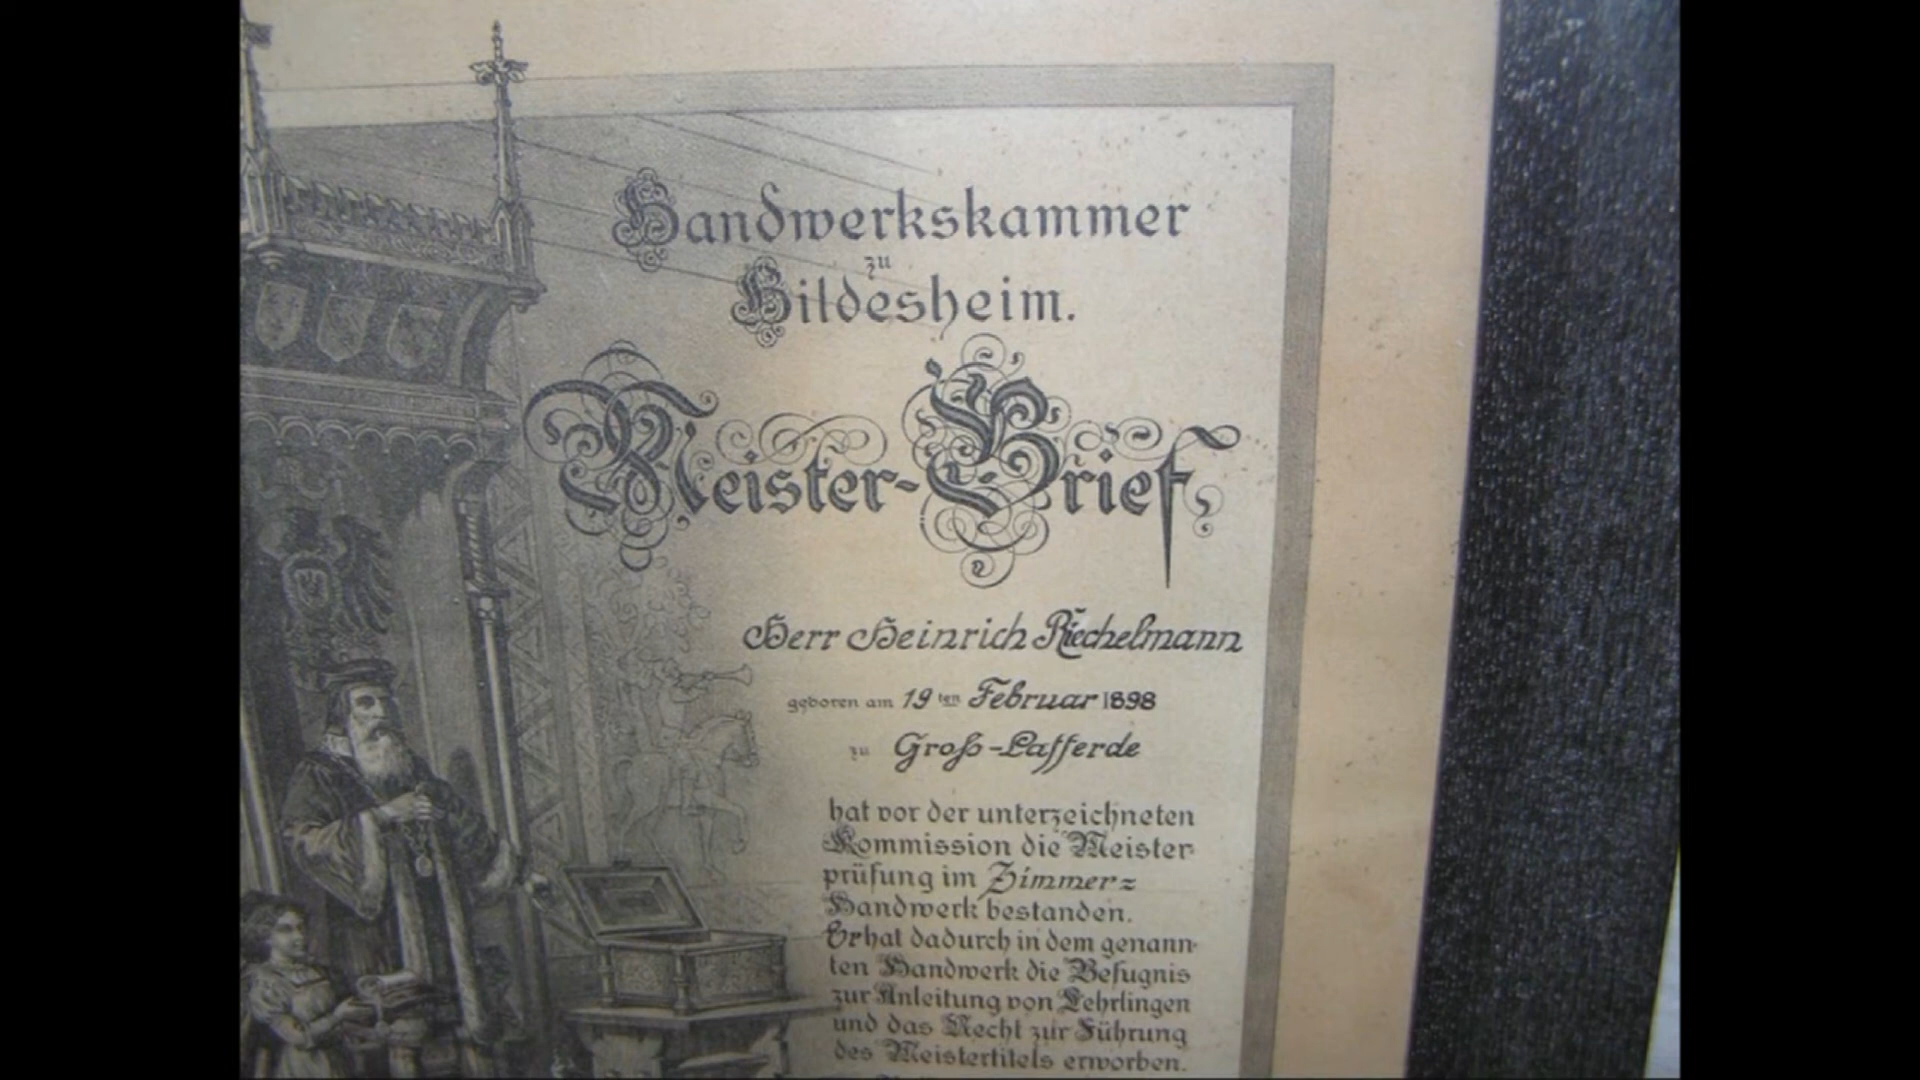 Handwerkskammer
zu
Hildesheim.
Meister-Brief.
Herr Heinrich Riechelmann
geboren am 19ten Februar 1898
zu Groß-Lafferde
hat vor der unterzeichneten
Kommission die Meister-
prüfung im Zimmer=
Handwerk bestanden.
Er hat dadurch in dem genann-
ten Handwerk die Befugnis
zur Anleitung von Lehrlingen
und das Recht zur Führung
des Meistertitels erworben.